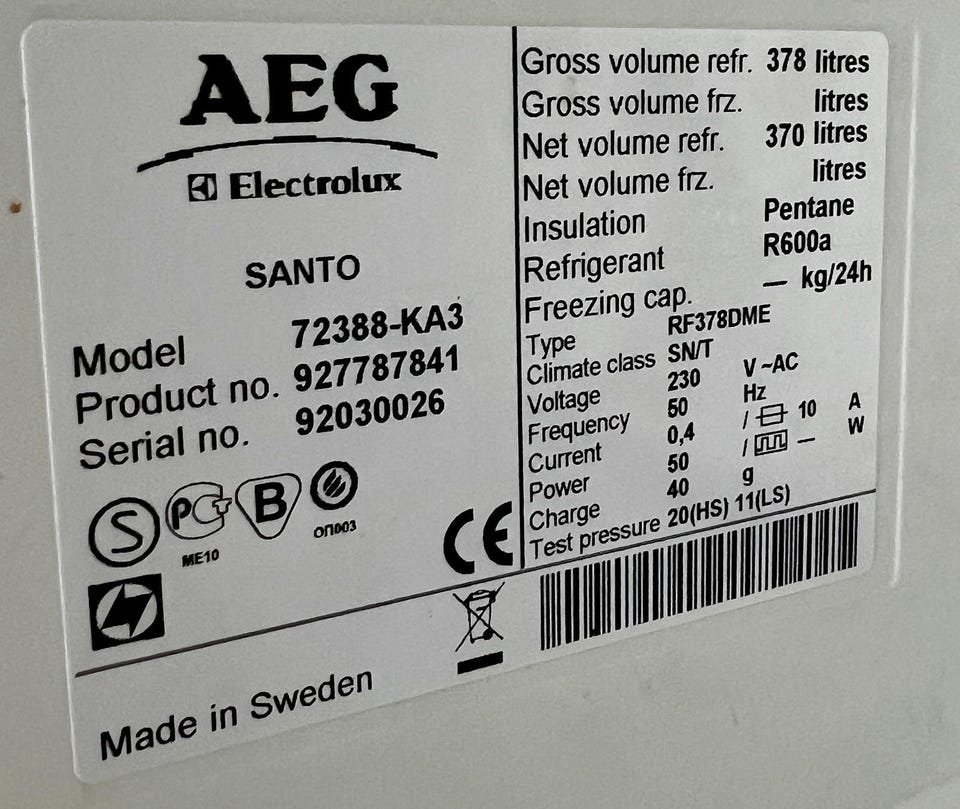 AEG
Electrolux
SANTO
Model 72388-KA3
Product no. 927787841
Serial no. 92030026
S PCT B
ME10 ОП003
CE
Made in Sweden
Gross volume refr. 378 litres
Gross volume frz. litres
Net volume refr. 370 litres
Net volume frz. litres
Insulation Pentane
Refrigerant R600a
Freezing cap. — kg/24h
Type RF378DME
Climate class SN/T
Voltage 230 V ~AC
Frequency 50 Hz
Current 0,4 / 10 A
Power 50 / — W
Charge 40 g
Test pressure 20(HS) 11(LS)